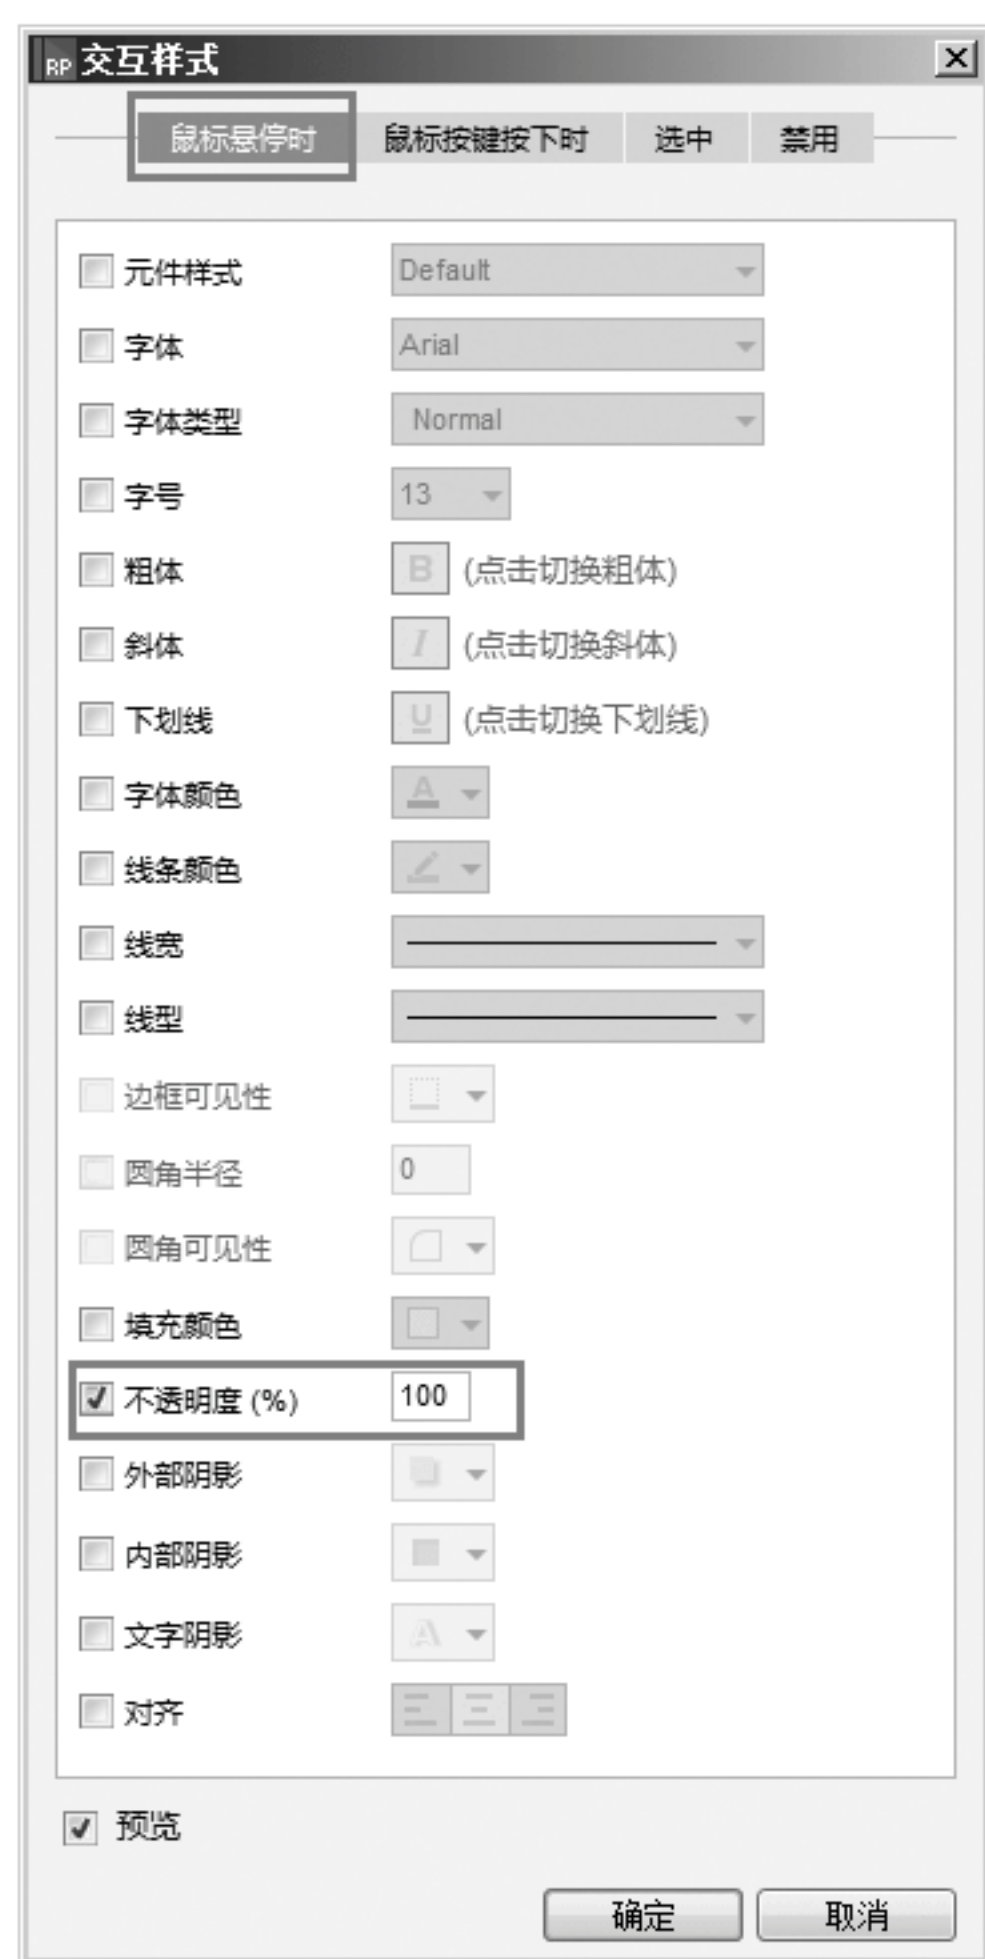 RP 交互样式
鼠标悬停时 鼠标按键按下时 选中 禁用
元件样式 Default
字体 Arial
字体类型 Normal
字号 13
粗体 B (点击切换粗体)
斜体 I (点击切换斜体)
下划线 U (点击切换下划线)
字体颜色 A
线条颜色
线宽
线型
边框可见性
圆角半径 0
圆角可见性
填充颜色
不透明度 (%) 100
外部阴影
内部阴影
文字阴影 A
对齐
预览
确定 取消